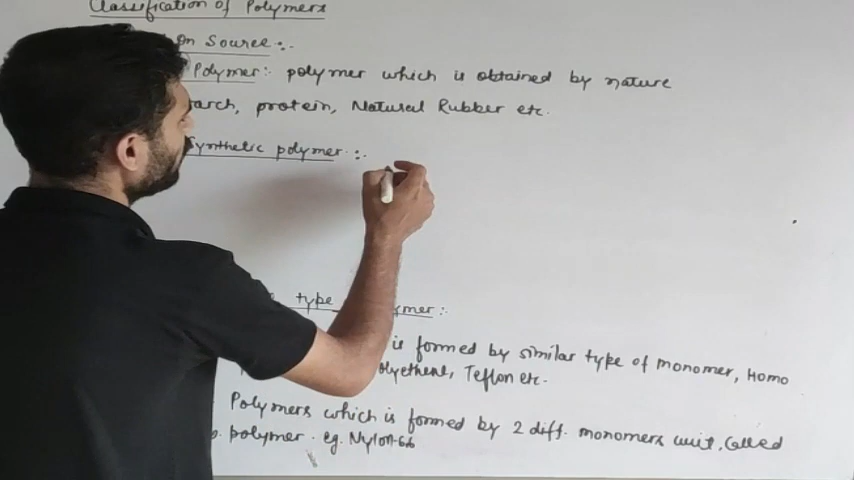 Classification of Polymers
on Source :-
Polymer:- polymer which is obtained by nature
arch, protein, Natural Rubber etc.
Synthetic polymer :-
type ymer :-
is formed by similar type of monomer, Homo
olyethene, Teflon etc.
Polymers which is formed by 2 diff. monomers unit, called
polymer. eg. Nylon-66